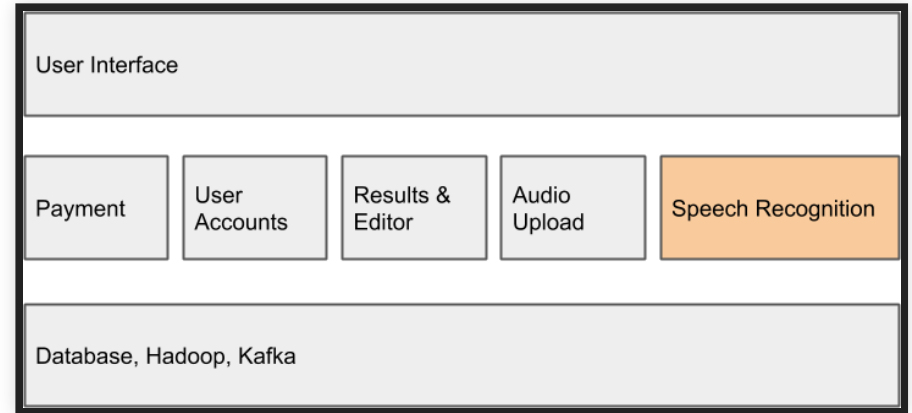 User Interface
Payment
User
Accounts
Results &
Editor
Audio
Upload
Speech Recognition
Database, Hadoop, Kafka